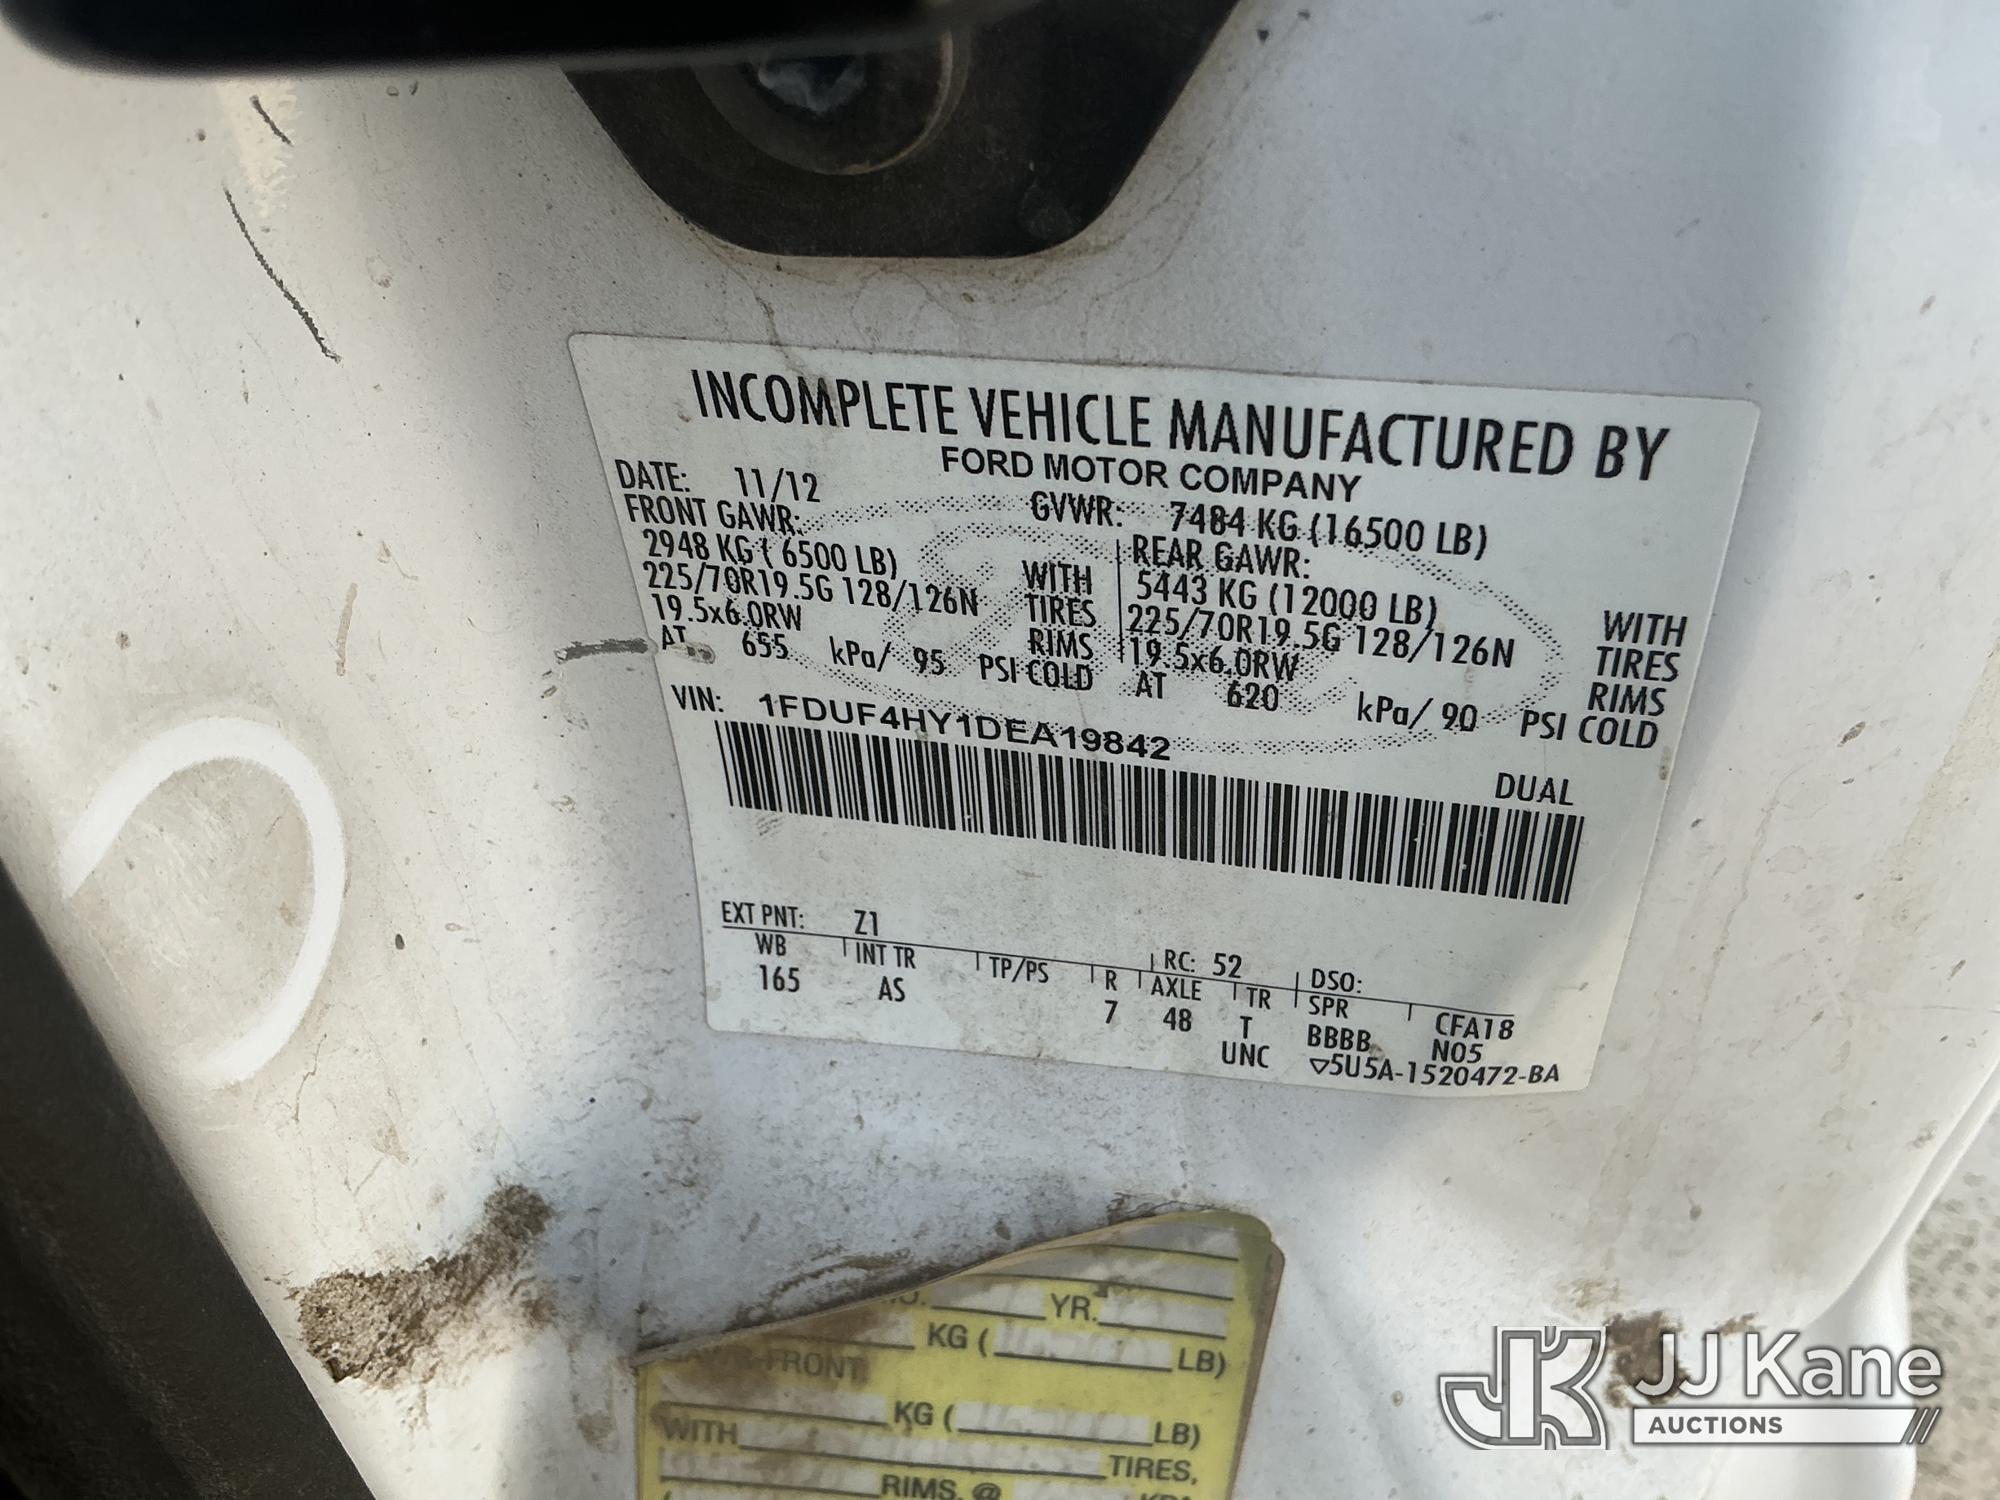 INCOMPLETE VEHICLE MANUFACTURED BY
FORD MOTOR COMPANY
DATE: 11/12 GVWR: 7484 KG (16500 LB)
FRONT GAWR: REAR GAWR:
2948 KG ( 6500 LB) WITH 5443 KG (12000 LB) WITH
225/70R19.5G 128/126N TIRES 225/70R19.5G 128/126N TIRES
19.5x6.0RW RIMS 19.5x6.0RW RIMS
AT 655 kPa/ 95 PSI COLD AT 620 kPa/ 90 PSI COLD
VIN: 1FDUF4HY1DEA19842
DUAL
EXT PNT: Z1 RC: 52 DSO:
WB INT TR TP/PS R AXLE TR SPR CFA18
165 AS 7 48 T BBBB N05
UNC ▽5U5A-1520472-BA
YR.
KG ( LB)
FRONT
KG ( LB)
WITH TIRES,
RIMS, @
JK JJ Kane
AUCTIONS